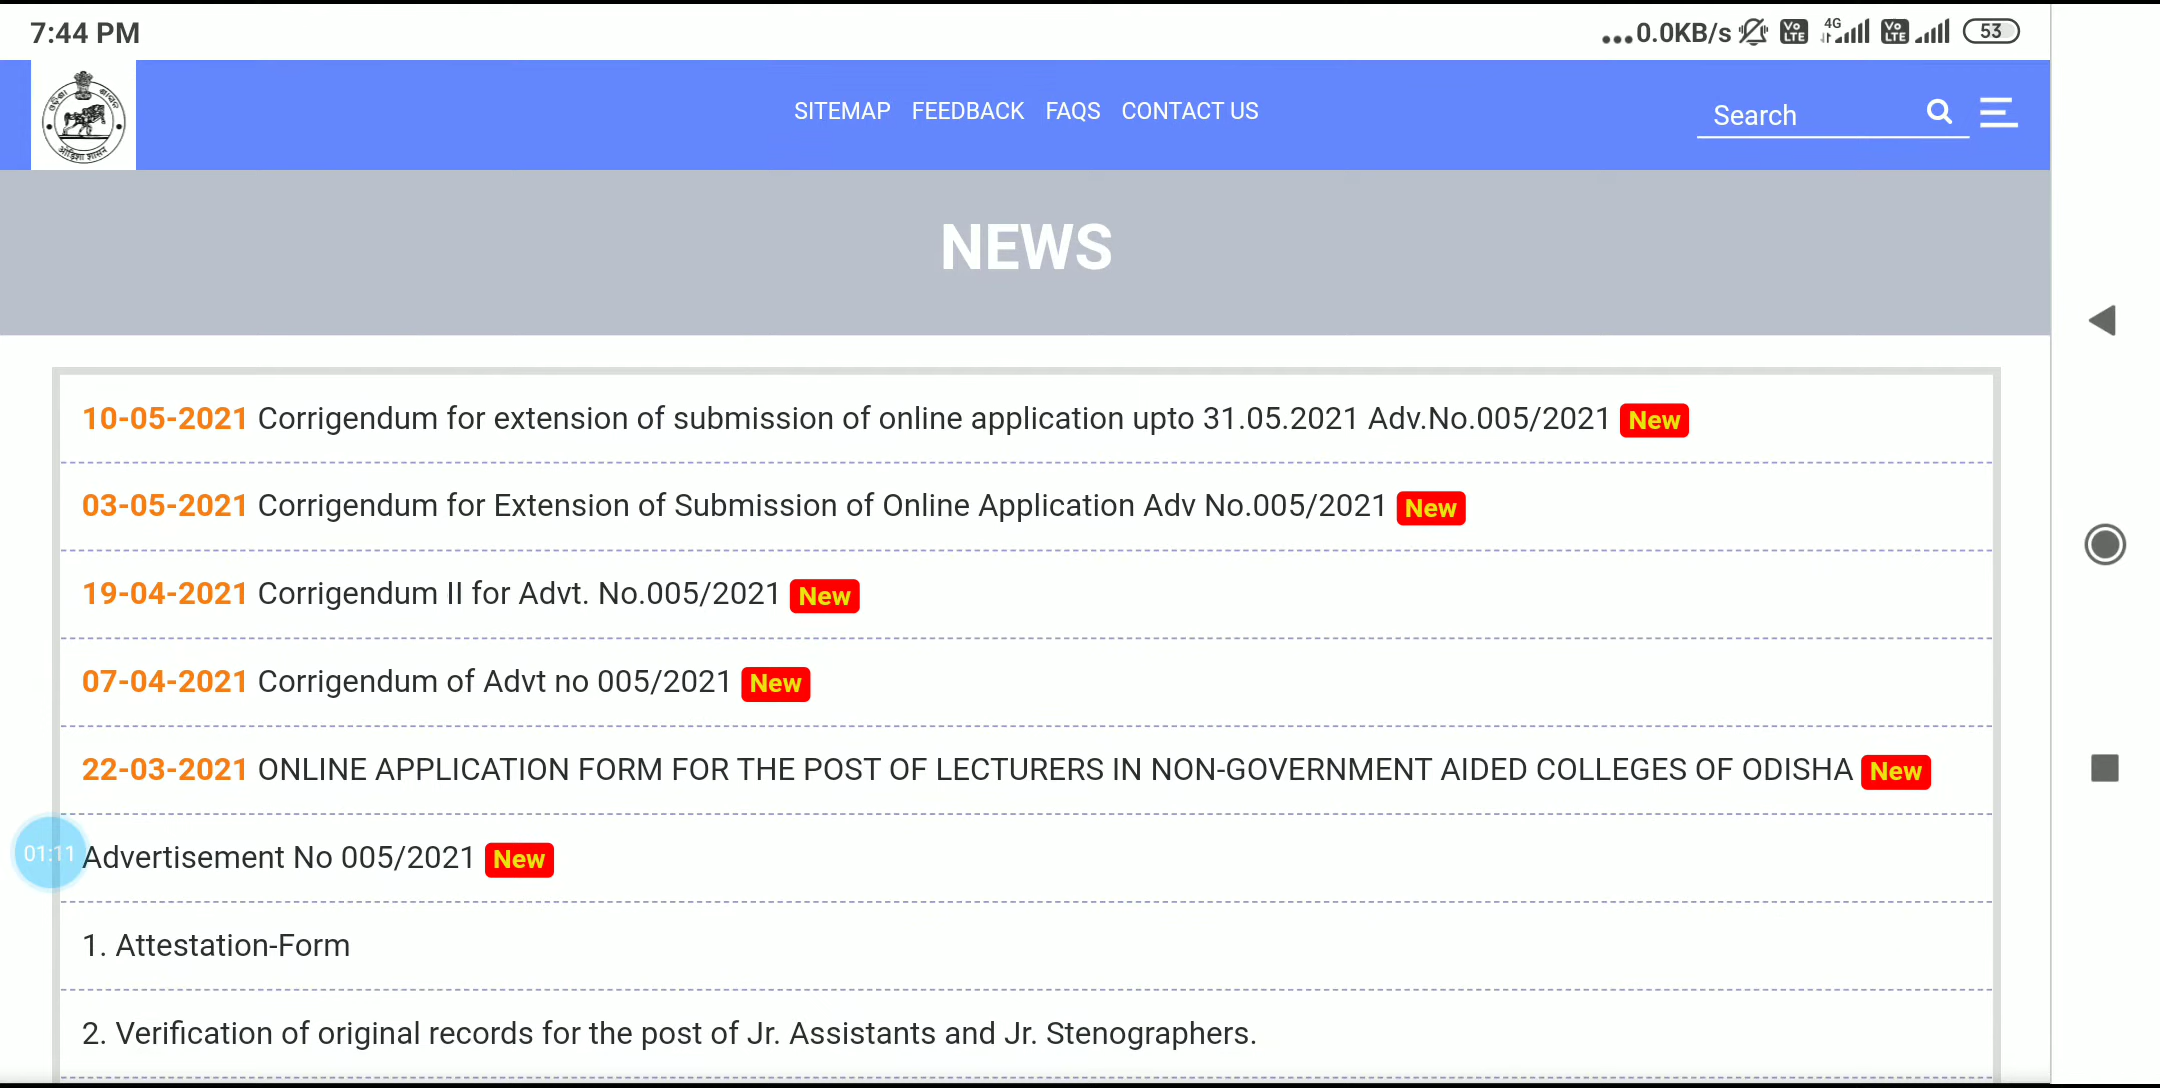 7:44 PM
...0.0KB/s Vo LTE 4G Vo LTE 53
SITEMAP FEEDBACK FAQS CONTACT US
Search
NEWS
10-05-2021 Corrigendum for extension of submission of online application upto 31.05.2021 Adv.No.005/2021 New
03-05-2021 Corrigendum for Extension of Submission of Online Application Adv No.005/2021 New
19-04-2021 Corrigendum II for Advt. No.005/2021 New
07-04-2021 Corrigendum of Advt no 005/2021 New
22-03-2021 ONLINE APPLICATION FORM FOR THE POST OF LECTURERS IN NON-GOVERNMENT AIDED COLLEGES OF ODISHA New
01:11
Advertisement No 005/2021 New
1. Attestation-Form
2. Verification of original records for the post of Jr. Assistants and Jr. Stenographers.